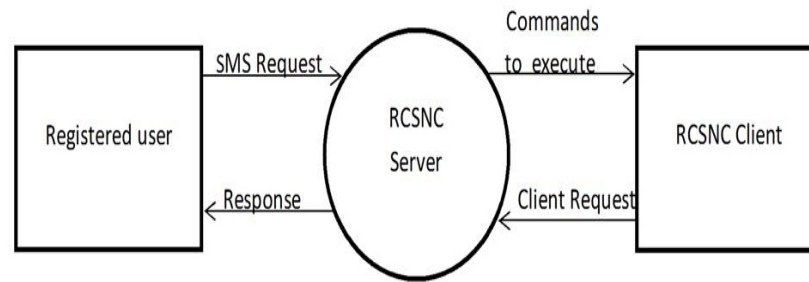 Commands
to execute
SMS Request
Registered user
RCSNC
Server
RCSNC Client
Response
Client Request